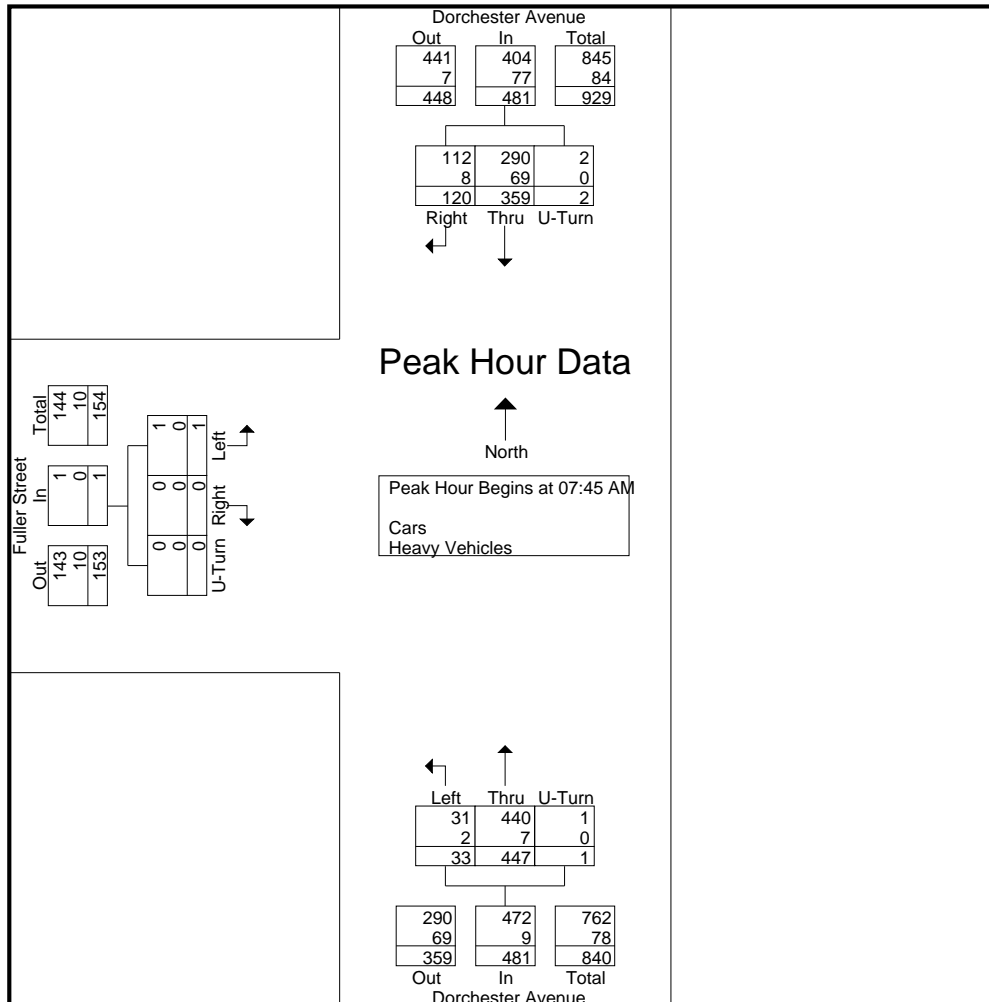 Dorchester Avenue
Out In Total
441 404 845
7 77 84
448 481 929
112 290 2
8 69 0
120 359 2
Right Thru U-Turn
Peak Hour Data
North
Peak Hour Begins at 07:45 AM
Cars
Heavy Vehicles
Fuller Street
Out In Total
143 1 144
10 0 10
153 1 154
0 0 1
0 0 0
0 0 1
U-Turn Right Left
Left Thru U-Turn
31 440 1
2 7 0
33 447 1
290 472 762
69 9 78
359 481 840
Out In Total
Dorchester Avenue